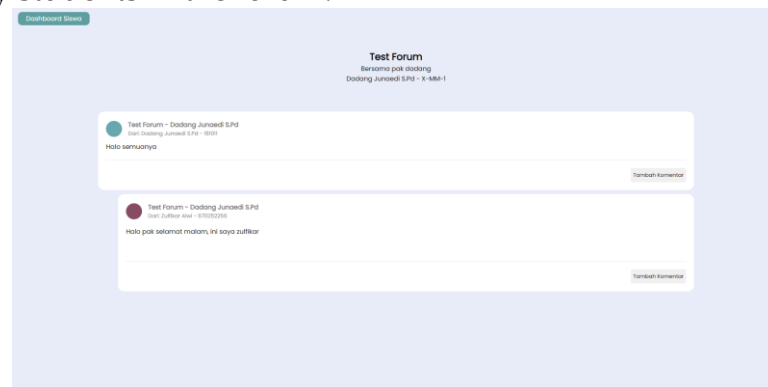 Dashboard Siswa
Test Forum
Bersama pak dadang
Dadang Junaedi S.Pd - X-MM-1
Test Forum - Dadang Junaedi S.Pd
Dari: Dadang Junaedi S.Pd - 191011
Halo semuanya
Tambah Komentar
Test Forum - Dadang Junaedi S.Pd
Dari: Zulfikar Alwi -
Halo pak selamat malam, ini saya zulfikar
Tambah Komentar